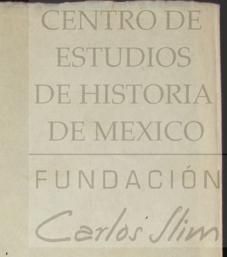 CENTRO DE
ESTUDIOS
DE HISTORIA
DE MEXICO
FUNDACIÓN
Carlos Slim